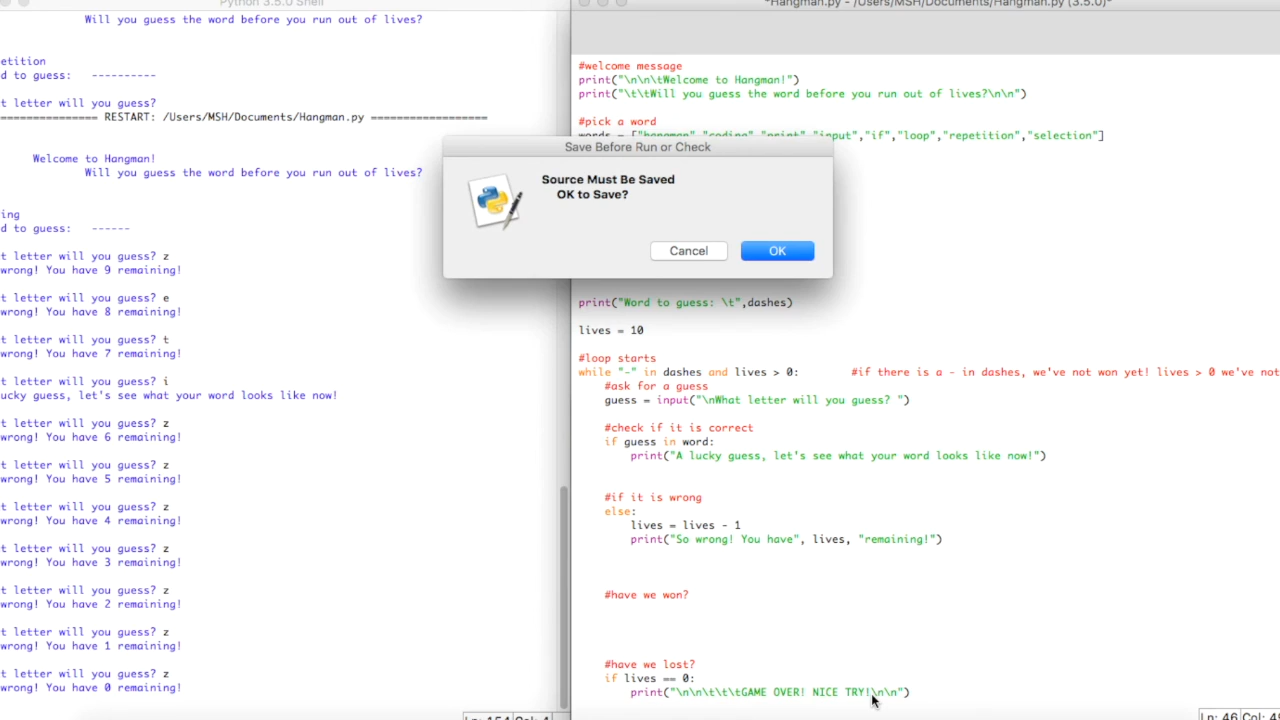 Python 3.5.0 Shell
Will you guess the word before you run out of lives?
etition
d to guess:   ----------
t letter will you guess?
=============== RESTART: /Users/MSH/Documents/Hangman.py ==================
Welcome to Hangman!
Will you guess the word before you run out of lives?
ing
d to guess:   ------
t letter will you guess? z
wrong! You have 9 remaining!
t letter will you guess? e
wrong! You have 8 remaining!
t letter will you guess? t
wrong! You have 7 remaining!
t letter will you guess? i
ucky guess, let's see what your word looks like now!
t letter will you guess? z
wrong! You have 6 remaining!
t letter will you guess? z
wrong! You have 5 remaining!
t letter will you guess? z
wrong! You have 4 remaining!
t letter will you guess? z
wrong! You have 3 remaining!
t letter will you guess? z
wrong! You have 2 remaining!
t letter will you guess? z
wrong! You have 1 remaining!
t letter will you guess? z
wrong! You have 0 remaining!
Ln: 154 Col: 4
Save Before Run or Check
Source Must Be Saved
OK to Save?
Cancel
OK
*Hangman.py - /Users/MSH/Documents/Hangman.py (3.5.0)*
#welcome message
print("\n\n\tWelcome to Hangman!")
print("\t\tWill you guess the word before you run out of lives?\n\n")
#pick a word
words = ["hangman","coding","print","input","if","loop","repetition","selection"]
print("Word to guess: \t",dashes)
lives = 10
#loop starts
while "-" in dashes and lives > 0:        #if there is a - in dashes, we've not won yet! lives > 0 we've not
#ask for a guess
guess = input("\nWhat letter will you guess? ")
#check if it is correct
if guess in word:
print("A lucky guess, let's see what your word looks like now!")
#if it is wrong
else:
lives = lives - 1
print("So wrong! You have", lives, "remaining!")
#have we won?
#have we lost?
if lives == 0:
print("\n\n\t\t\tGAME OVER! NICE TRY!\n\n")
Ln: 46